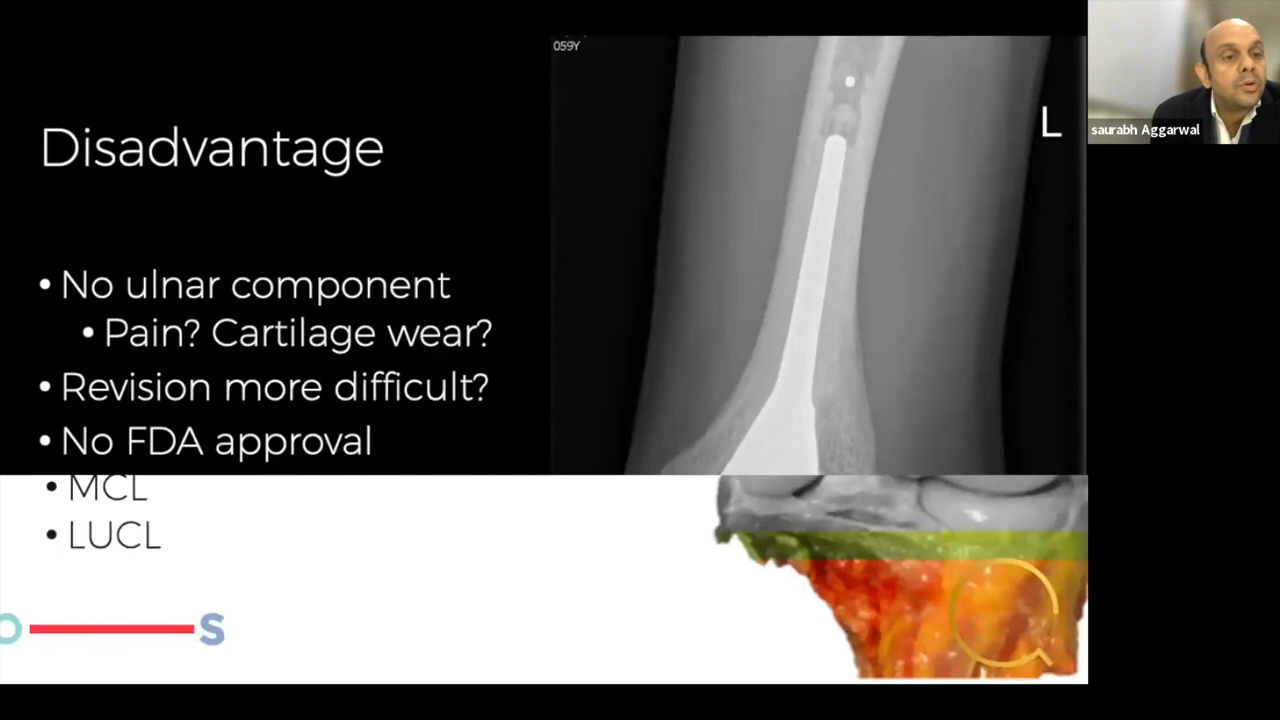 059Y
L
saurabh Aggarwal
Disadvantage
• No ulnar component
• Pain? Cartilage wear?
• Revision more difficult?
• No FDA approval
• MCL
• LUCL
O
S